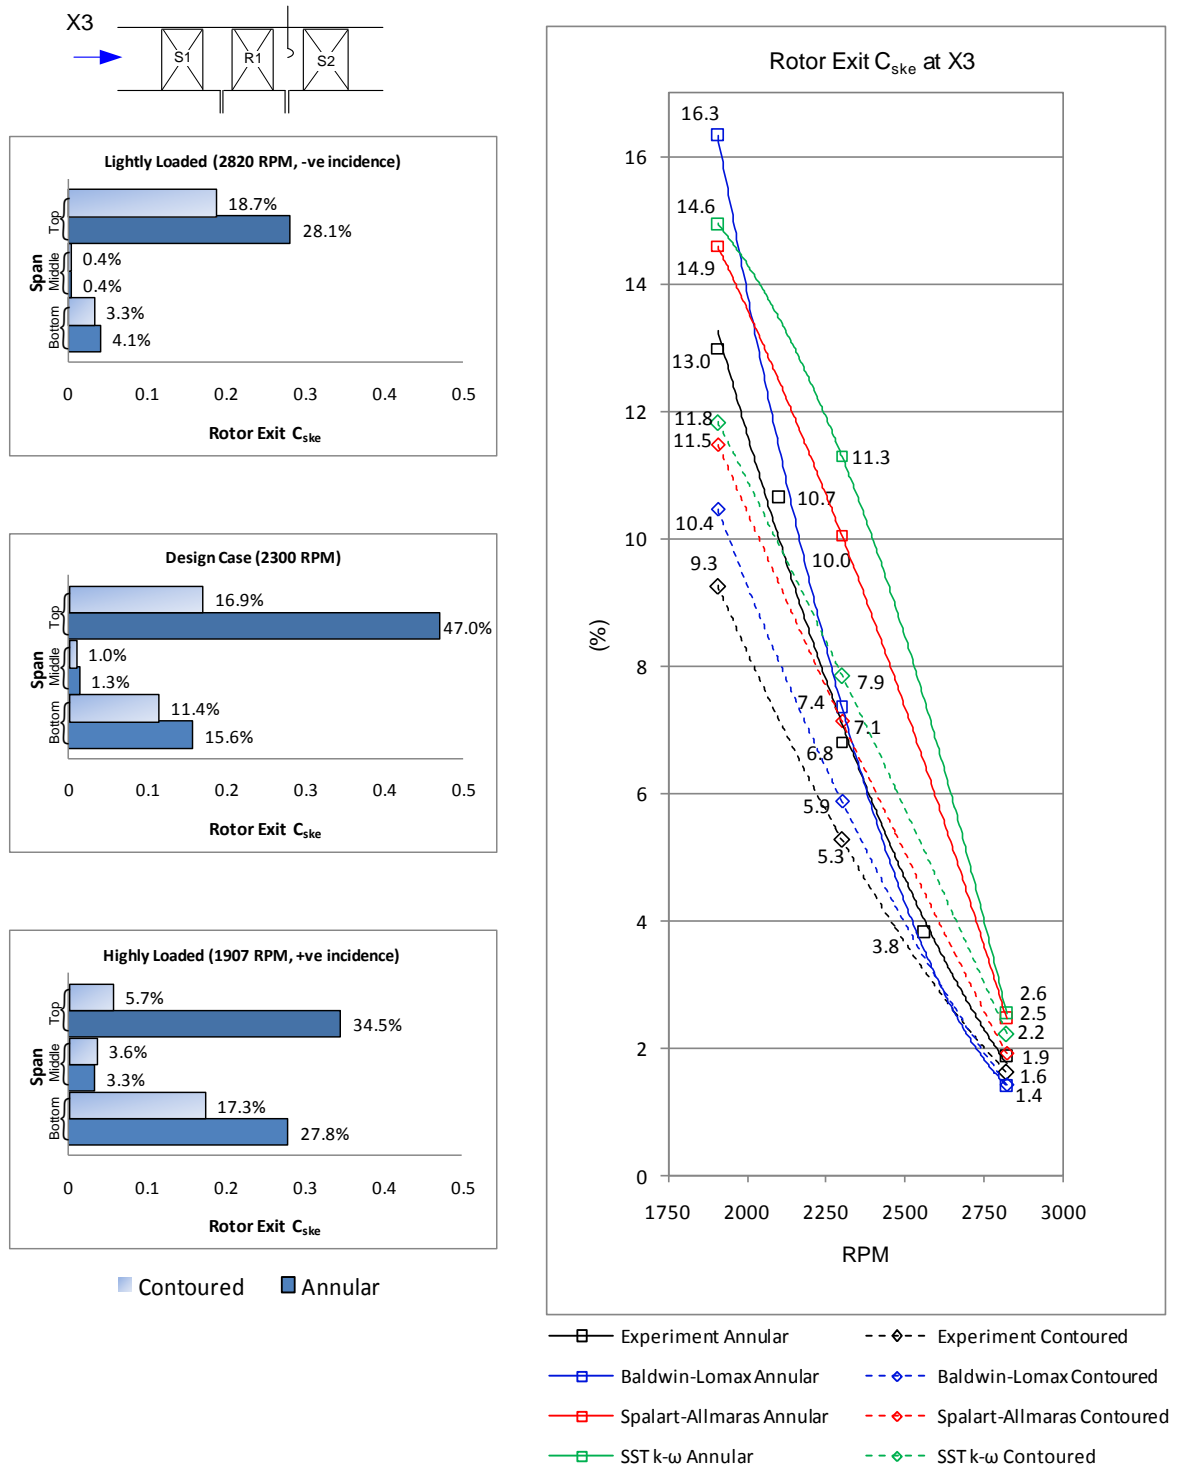 X3
S1
R1
S2
Lightly Loaded (2820 RPM, -ve incidence)
Span
Top
Middle
Bottom
18.7%
28.1%
0.4%
0.4%
3.3%
4.1%
0 0.1 0.2 0.3 0.4 0.5
Rotor Exit Cske
Design Case (2300 RPM)
Span
Top
Middle
Bottom
16.9%
47.0%
1.0%
1.3%
11.4%
15.6%
0 0.1 0.2 0.3 0.4 0.5
Rotor Exit Cske
Highly Loaded (1907 RPM, +ve incidence)
Span
Top
Middle
Bottom
5.7%
34.5%
3.6%
3.3%
17.3%
27.8%
0 0.1 0.2 0.3 0.4 0.5
Rotor Exit Cske
Contoured Annular
Rotor Exit Cske at X3
(%)
16
14
12
10
8
6
4
2
0
16.3
14.6
14.9
13.0
11.8
11.5
10.4
9.3
10.7
11.3
10.0
7.9
7.4
7.1
6.8
5.9
5.3
3.8
2.6
2.5
2.2
1.9
1.6
1.4
1750 2000 2250 2500 2750 3000
RPM
Experiment Annular Experiment Contoured
Baldwin-Lomax Annular Baldwin-Lomax Contoured
Spalart-Allmaras Annular Spalart-Allmaras Contoured
SST k-ω Annular SST k-ω Contoured